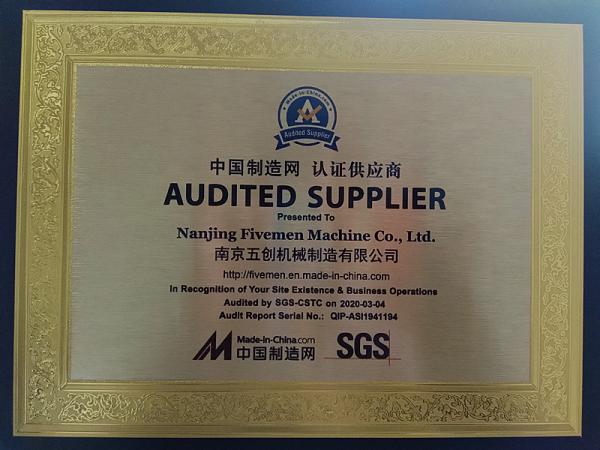 Made-in-China.com
Audited Supplier
中国制造网 认证供应商
AUDITED SUPPLIER
Presented To
Nanjing Fivemen Machine Co., Ltd.
南京五创机械制造有限公司
http://fivemen.en.made-in-china.com
In Recognition of Your Site Existence & Business Operations
Audited by SGS-CSTC on 2020-03-04
Audit Report Serial No.: QIP-ASI1941194
Made-in-China.com
中国制造网
SGS